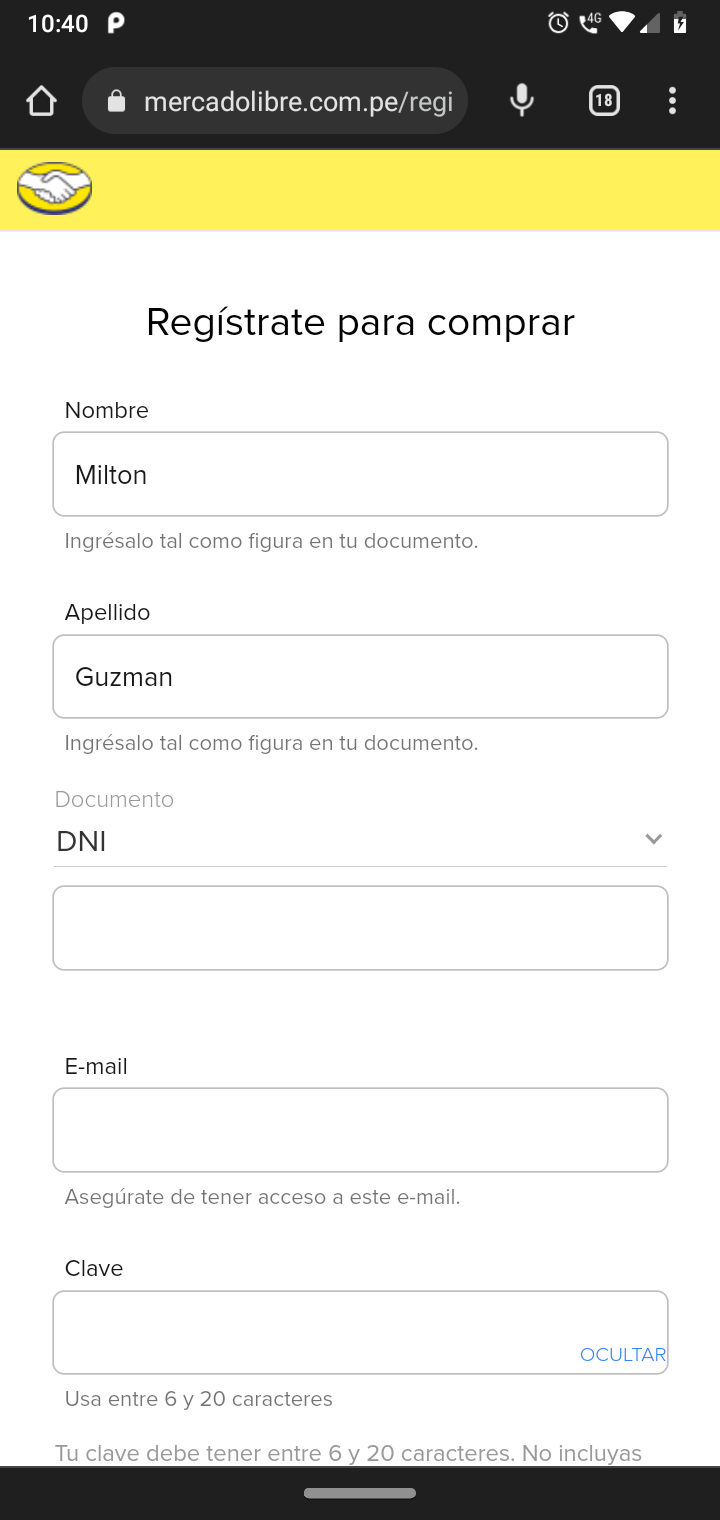 10:40
4G
mercadolibre.com.pe/regi
18
Regístrate para comprar
Nombre
Milton
Ingrésalo tal como figura en tu documento.
Apellido
Guzman
Ingrésalo tal como figura en tu documento.
Documento
DNI
E-mail
Asegúrate de tener acceso a este e-mail.
Clave
OCULTAR
Usa entre 6 y 20 caracteres
Tu clave debe tener entre 6 y 20 caracteres. No incluyas